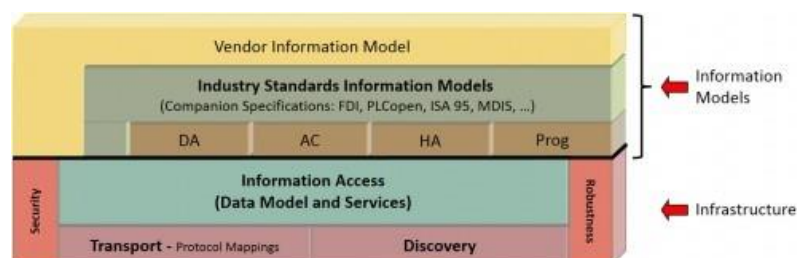 Vendor Information Model
Industry Standards Information Models
(Companion Specifications: FDI, PLCopen, ISA 95, MDIS, ...)
DA AC HA Prog
Information
Models
Security
Information Access
(Data Model and Services)
Robustness
Infrastructure
Transport - Protocol Mappings
Discovery